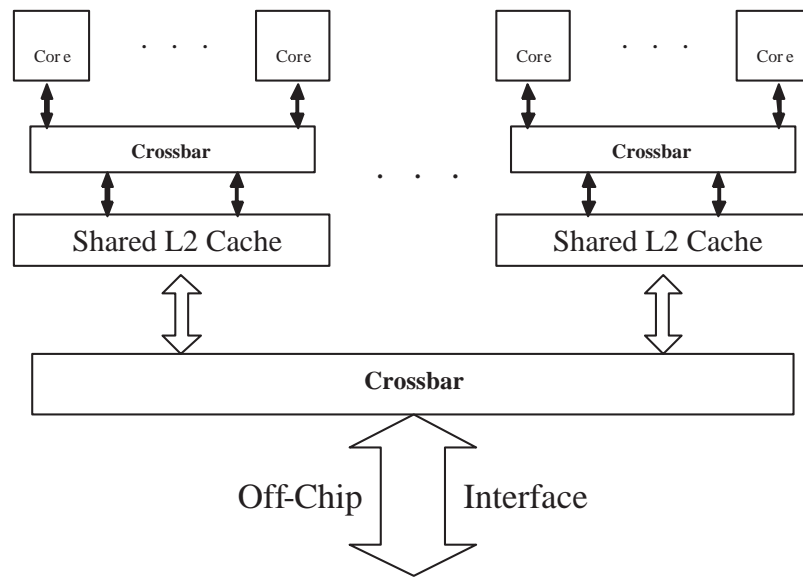 Core . . . Core Core . . . Core
Crossbar . . . Crossbar
Shared L2 Cache Shared L2 Cache
Crossbar
Off-Chip Interface